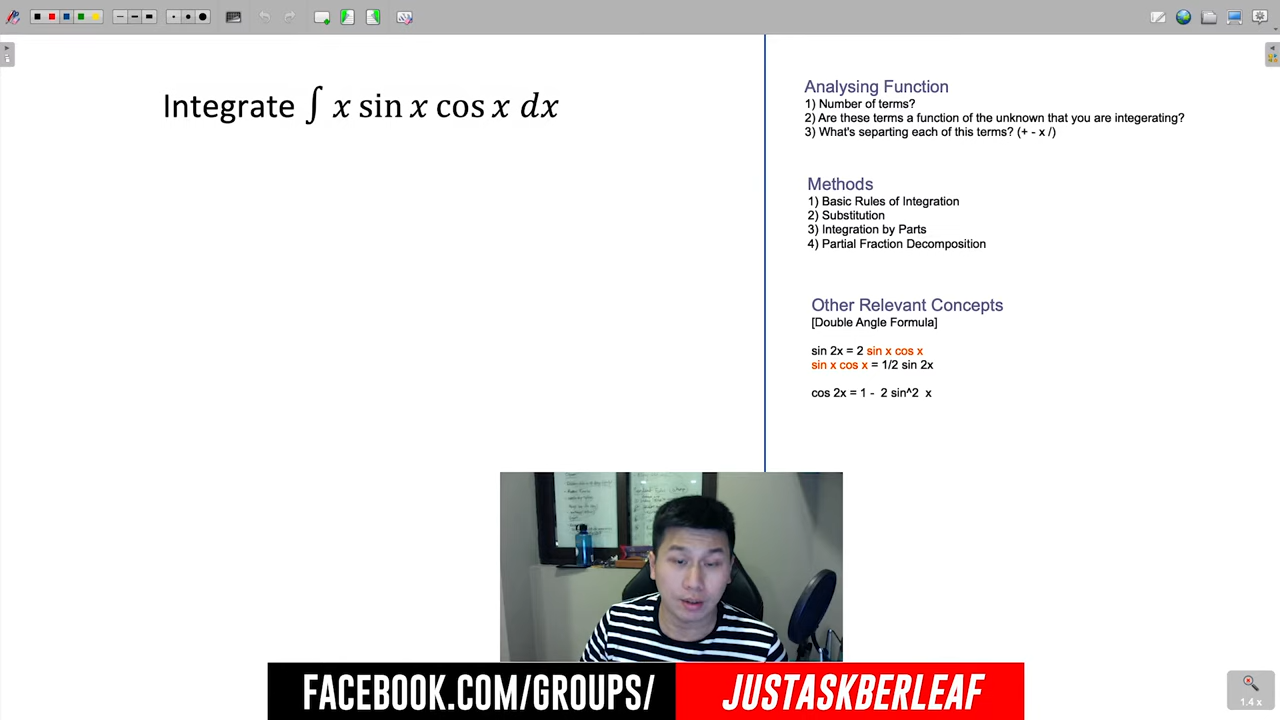 Integrate ∫ x sin x cos x dx
Analysing Function
1) Number of terms?
2) Are these terms a function of the unknown that you are integerating?
3) What's separting each of this terms? (+ - x /)
Methods
1) Basic Rules of Integration
2) Substitution
3) Integration by Parts
4) Partial Fraction Decomposition
Other Relevant Concepts
[Double Angle Formula]
sin 2x = 2 sin x cos x
sin x cos x = 1/2 sin 2x
cos 2x = 1 - 2 sin^2 x
FACEBOOK.COM/GROUPS/ JUSTASKBERLEAF
1.4 x